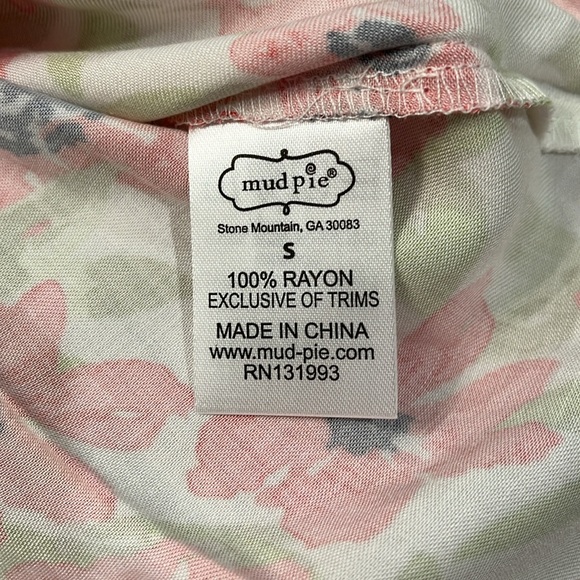 mud pie®
Stone Mountain, GA 30083
S
100% RAYON
EXCLUSIVE OF TRIMS
MADE IN CHINA
www.mud-pie.com
RN131993